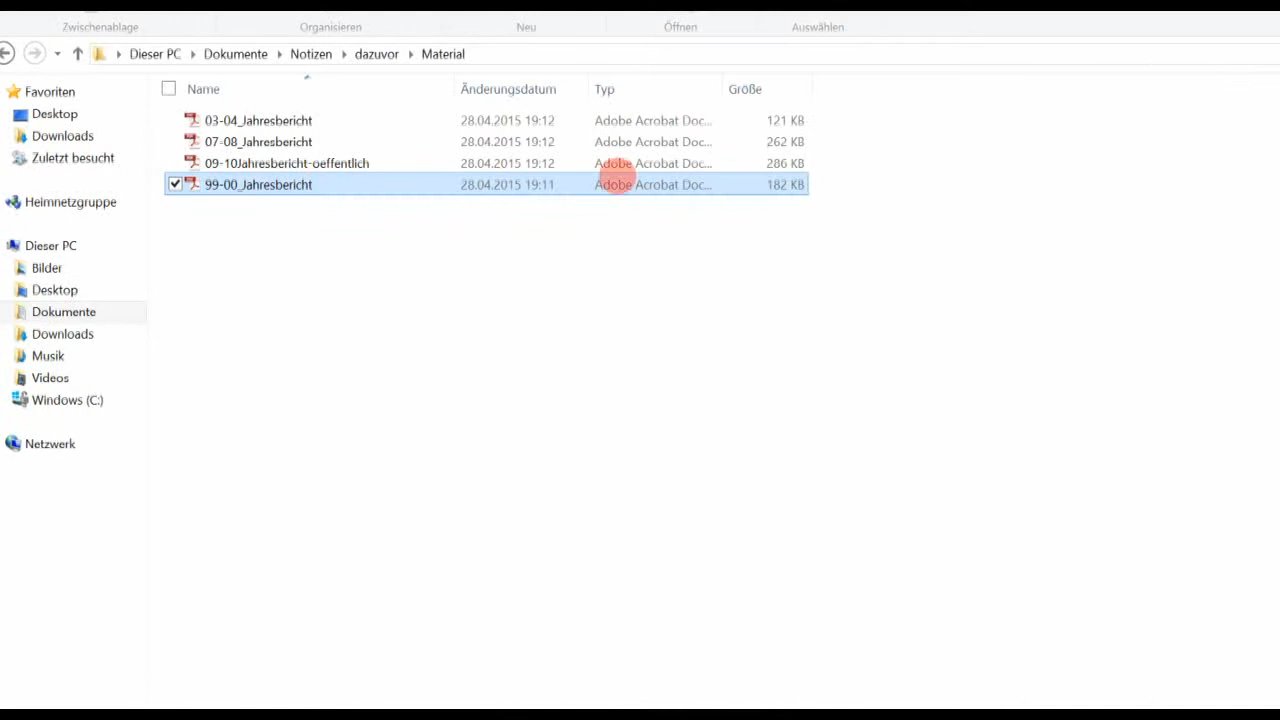 Zwischenablage Organisieren Neu Öffnen Auswählen
Dieser PC Dokumente Notizen dazuvor Material
Name Änderungsdatum Typ Größe
03-04_Jahresbericht 28.04.2015 19:12 Adobe Acrobat Doc... 121 KB
07-08_Jahresbericht 28.04.2015 19:12 Adobe Acrobat Doc... 262 KB
09-10Jahresbericht-oeffentlich 28.04.2015 19:12 Adobe Acrobat Doc... 286 KB
99-00_Jahresbericht 28.04.2015 19:11 Adobe Acrobat Doc... 182 KB
Favoriten
Desktop
Downloads
Zuletzt besucht
Heimnetzgruppe
Dieser PC
Bilder
Desktop
Dokumente
Downloads
Musik
Videos
Windows (C:)
Netzwerk